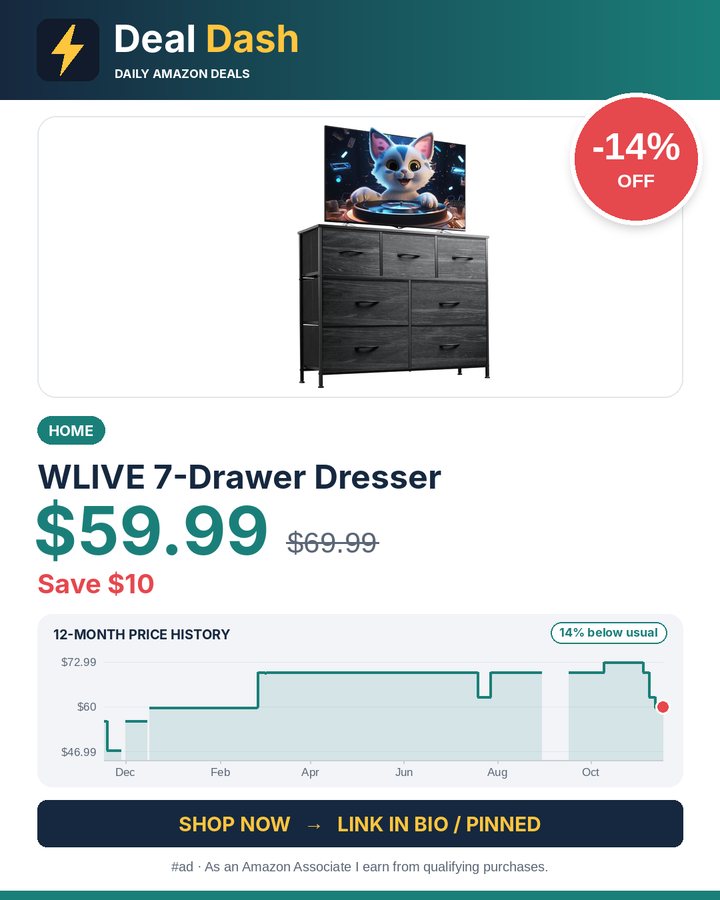 Deal Dash
DAILY AMAZON DEALS
-14%
OFF
HOME
WLIVE 7-Drawer Dresser
$59.99 $69.99
Save $10
12-MONTH PRICE HISTORY
14% below usual
$72.99
$60
$46.99
Dec Feb Apr Jun Aug Oct
SHOP NOW → LINK IN BIO / PINNED
#ad · As an Amazon Associate I earn from qualifying purchases.